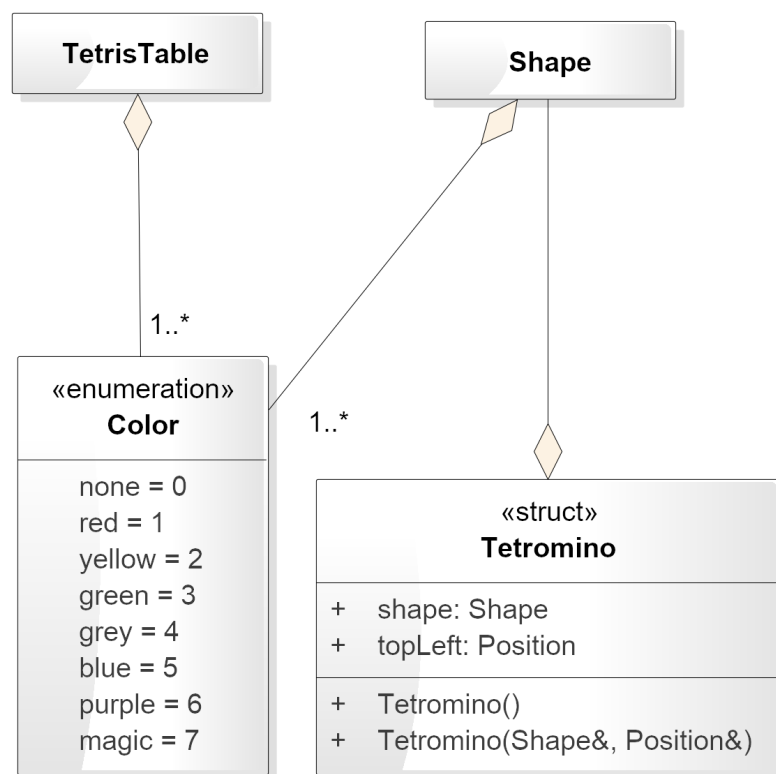 TetrisTable
Shape
1..*
«enumeration»
Color
none = 0
red = 1
yellow = 2
green = 3
grey = 4
blue = 5
purple = 6
magic = 7
1..*
«struct»
Tetromino
+ shape: Shape
+ topLeft: Position
+ Tetromino()
+ Tetromino(Shape&, Position&)